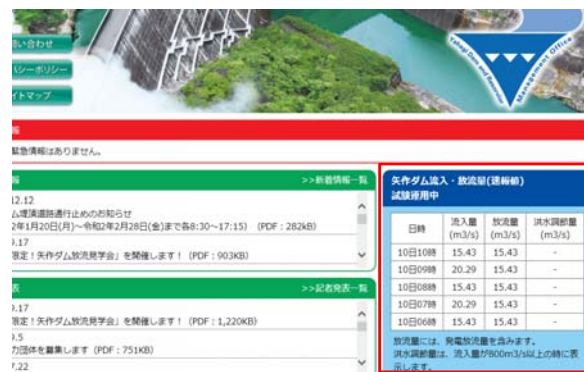 い合わせ
バシーポリシー
イトマップ
Yahagi Dam and Reservoir
Management Office
報
緊急情報はありません。
報 >>新着情報一覧
2.12
ム堤頂道路通行止めのお知らせ
2年1月20日(月)～令和2年2月28日(金)まで各8:30～17:15) (PDF:282kB)
9.17
限定!矢作ダム放流見学会」を開催します! (PDF:903KB)
表 >>記者発表一覧
9.17
限定!矢作ダム放流見学会」を開催します! (PDF:1,220KB)
9.5
力団体を募集します (PDF:751KB)
7.22
矢作ダム流入・放流量(速報値)
試験運用中
日時 流入量(m3/s) 放流量(m3/s) 洪水調節量(m3/s)
10日10時 15.43 15.43 -
10日09時 20.29 15.43 -
10日08時 15.43 15.43 -
10日07時 20.29 15.43 -
10日06時 15.43 15.43 -
放流量には、発電放流量を含みます。
洪水調節量は、流入量が800m3/s以上の時に表
示します。